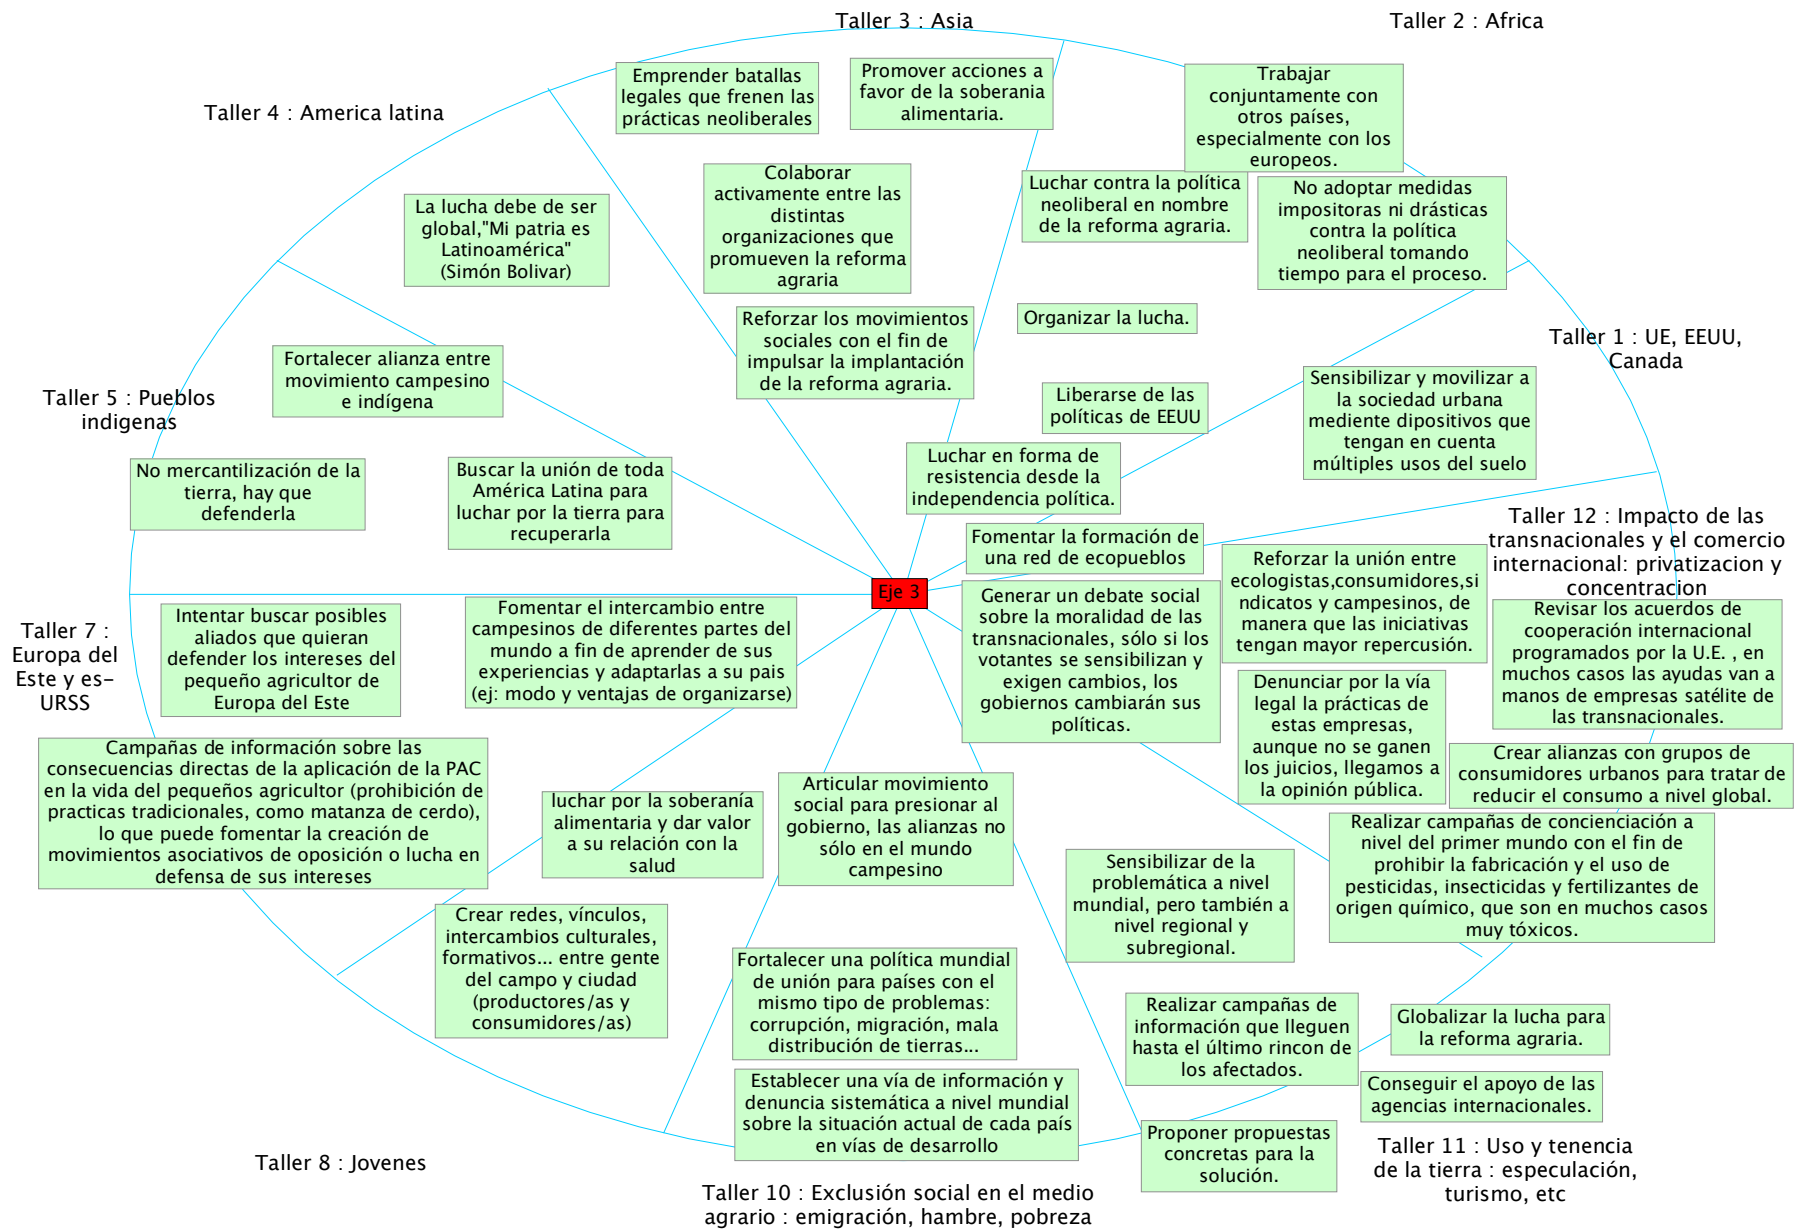 Taller 3 : Asia
Taller 2 : Africa
Taller 4 : America latina
Emprender batallas
legales que frenen las
prácticas neoliberales
Promover acciones a
favor de la soberania
alimentaria.
Trabajar
conjuntamente con
otros países,
especialmente con los
europeos.
Colaborar
activamente entre las
distintas
organizaciones que
promueven la reforma
agraria
Luchar contra la política
neoliberal en nombre
de la reforma agraria.
No adoptar medidas
impositoras ni drásticas
contra la política
neoliberal tomando
tiempo para el proceso.
La lucha debe de ser
global,"Mi patria es
Latinoamérica"
(Simón Bolivar)
Reforzar los movimientos
sociales con el fin de
impulsar la implantación
de la reforma agraria.
Organizar la lucha.
Taller 1 : UE, EEUU,
Canada
Fortalecer alianza entre
movimiento campesino
e indígena
Liberarse de las
políticas de EEUU
Sensibilizar y movilizar a
la sociedad urbana
mediente dipositivos que
tengan en cuenta
múltiples usos del suelo
Taller 5 : Pueblos
indigenas
No mercantilización de la
tierra, hay que
defenderla
Buscar la unión de toda
América Latina para
luchar por la tierra para
recuperarla
Luchar en forma de
resistencia desde la
independencia política.
Fomentar la formación de
una red de ecopueblos
Taller 12 : Impacto de las
transnacionales y el comercio
internacional: privatizacion y
concentracion
Reforzar la unión entre
ecologistas,consumidores,si
ndicatos y campesinos, de
manera que las iniciativas
tengan mayor repercusión.
Eje 3
Generar un debate social
sobre la moralidad de las
transnacionales, sólo si los
votantes se sensibilizan y
exigen cambios, los
gobiernos cambiarán sus
políticas.
Revisar los acuerdos de
cooperación internacional
programados por la U.E. , en
muchos casos las ayudas van a
manos de empresas satélite de
las transnacionales.
Taller 7 :
Europa del
Este y es-
URSS
Intentar buscar posibles
aliados que quieran
defender los intereses del
pequeño agricultor de
Europa del Este
Fomentar el intercambio entre
campesinos de diferentes partes del
mundo a fin de aprender de sus
experiencias y adaptarlas a su pais
(ej: modo y ventajas de organizarse)
Denunciar por la vía
legal la prácticas de
estas empresas,
aunque no se ganen
los juicios, llegamos a
la opinión pública.
Crear alianzas con grupos de
consumidores urbanos para tratar de
reducir el consumo a nivel global.
Campañas de información sobre las
consecuencias directas de la aplicación de la PAC
en la vida del pequeños agricultor (prohibición de
practicas tradicionales, como matanza de cerdo),
lo que puede fomentar la creación de
movimientos asociativos de oposición o lucha en
defensa de sus intereses
luchar por la soberanía
alimentaria y dar valor
a su relación con la
salud
Articular movimiento
social para presionar al
gobierno, las alianzas no
sólo en el mundo
campesino
Realizar campañas de concienciación a
nivel del primer mundo con el fin de
prohibir la fabricación y el uso de
pesticidas, insecticidas y fertilizantes de
origen químico, que son en muchos casos
muy tóxicos.
Sensibilizar de la
problemática a nivel
mundial, pero también a
nivel regional y
subregional.
Crear redes, vínculos,
intercambios culturales,
formativos... entre gente
del campo y ciudad
(productores/as y
consumidores/as)
Fortalecer una política mundial
de unión para países con el
mismo tipo de problemas:
corrupción, migración, mala
distribución de tierras...
Realizar campañas de
información que lleguen
hasta el último rincon de
los afectados.
Globalizar la lucha para
la reforma agraria.
Establecer una vía de información y
denuncia sistemática a nivel mundial
sobre la situación actual de cada país
en vías de desarrollo
Conseguir el apoyo de las
agencias internacionales.
Proponer propuestas
concretas para la
solución.
Taller 8 : Jovenes
Taller 11 : Uso y tenencia
de la tierra : especulación,
turismo, etc
Taller 10 : Exclusión social en el medio
agrario : emigración, hambre, pobreza